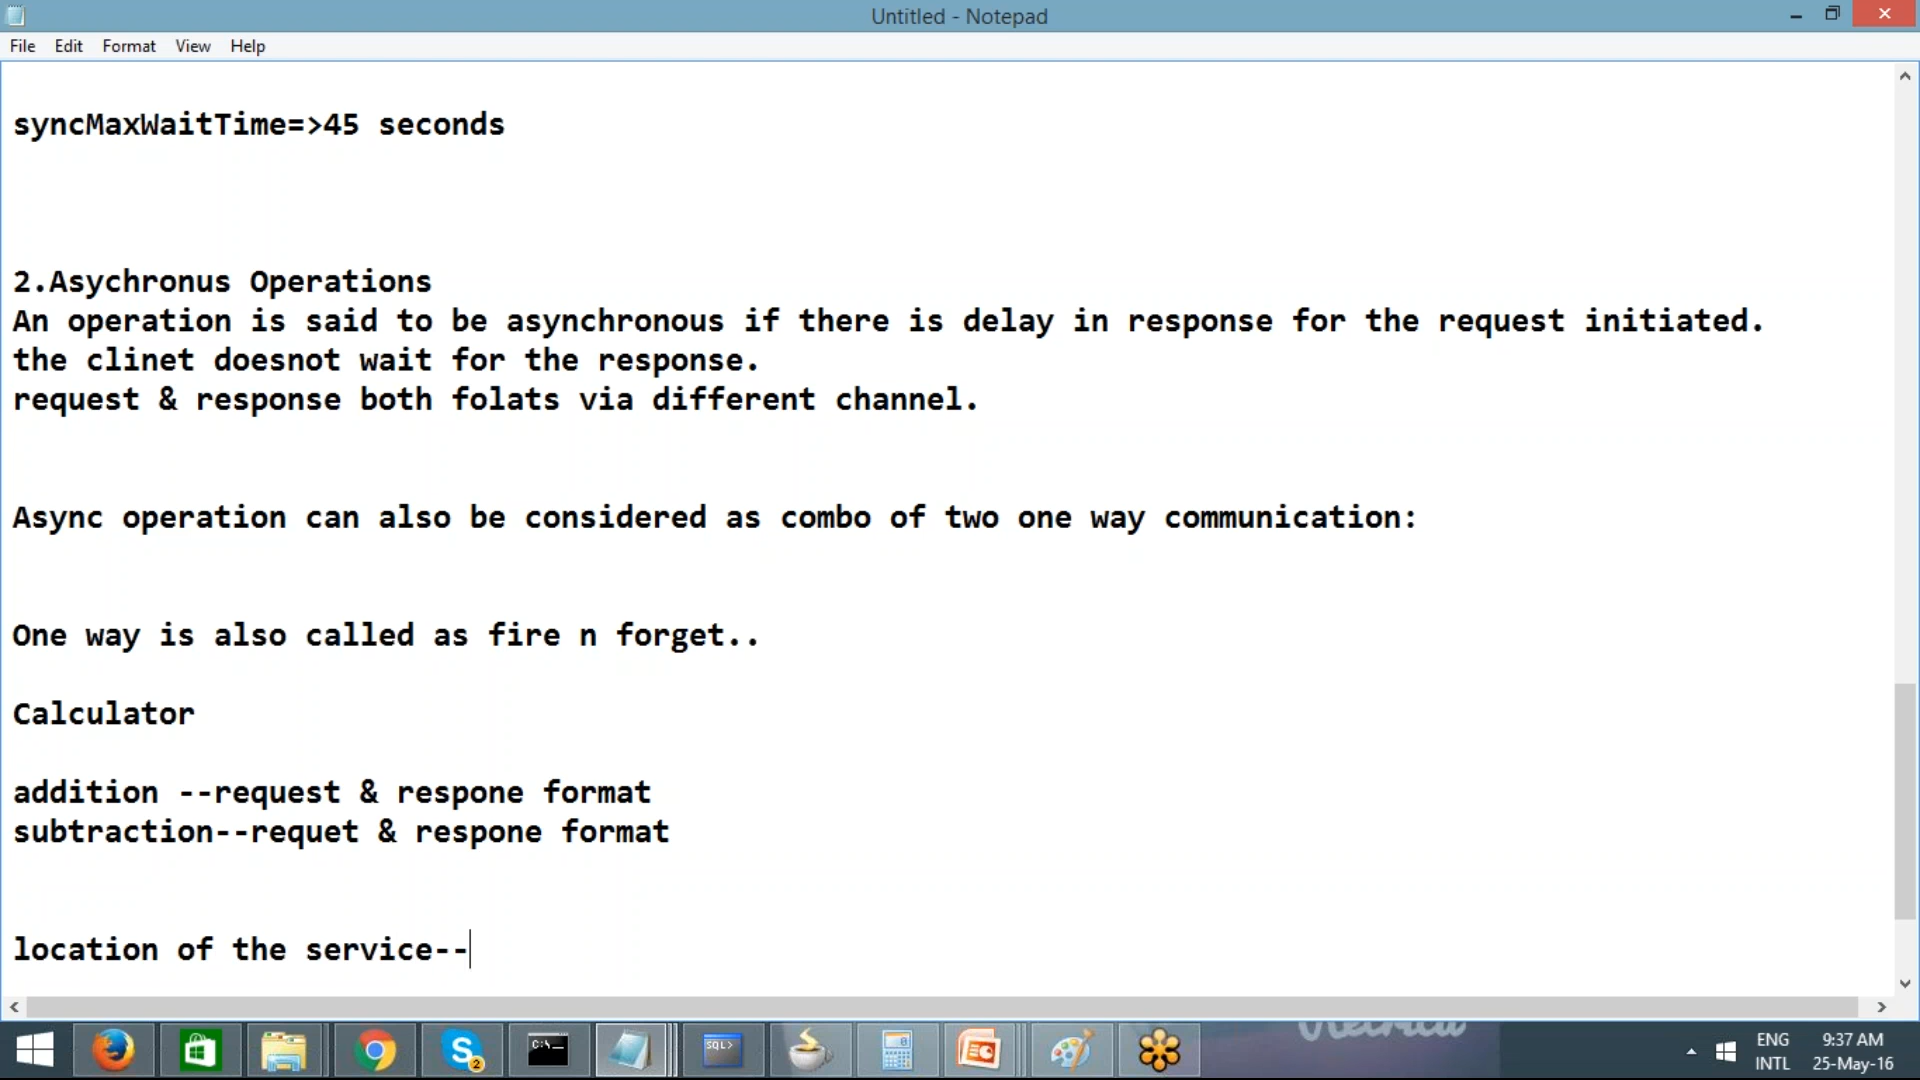 Untitled - Notepad
File Edit Format View Help
syncMaxWaitTime=>45 seconds
2.Asychronus Operations
An operation is said to be asynchronous if there is delay in response for the request initiated.
the clinet doesnot wait for the response.
request & response both folats via different channel.
Async operation can also be considered as combo of two one way communication:
One way is also called as fire n forget..
Calculator
addition --request & respone format
subtraction--requet & respone format
location of the service--
C:\_
SQL>
S 2
ENG 9:37 AM
INTL 25-May-16